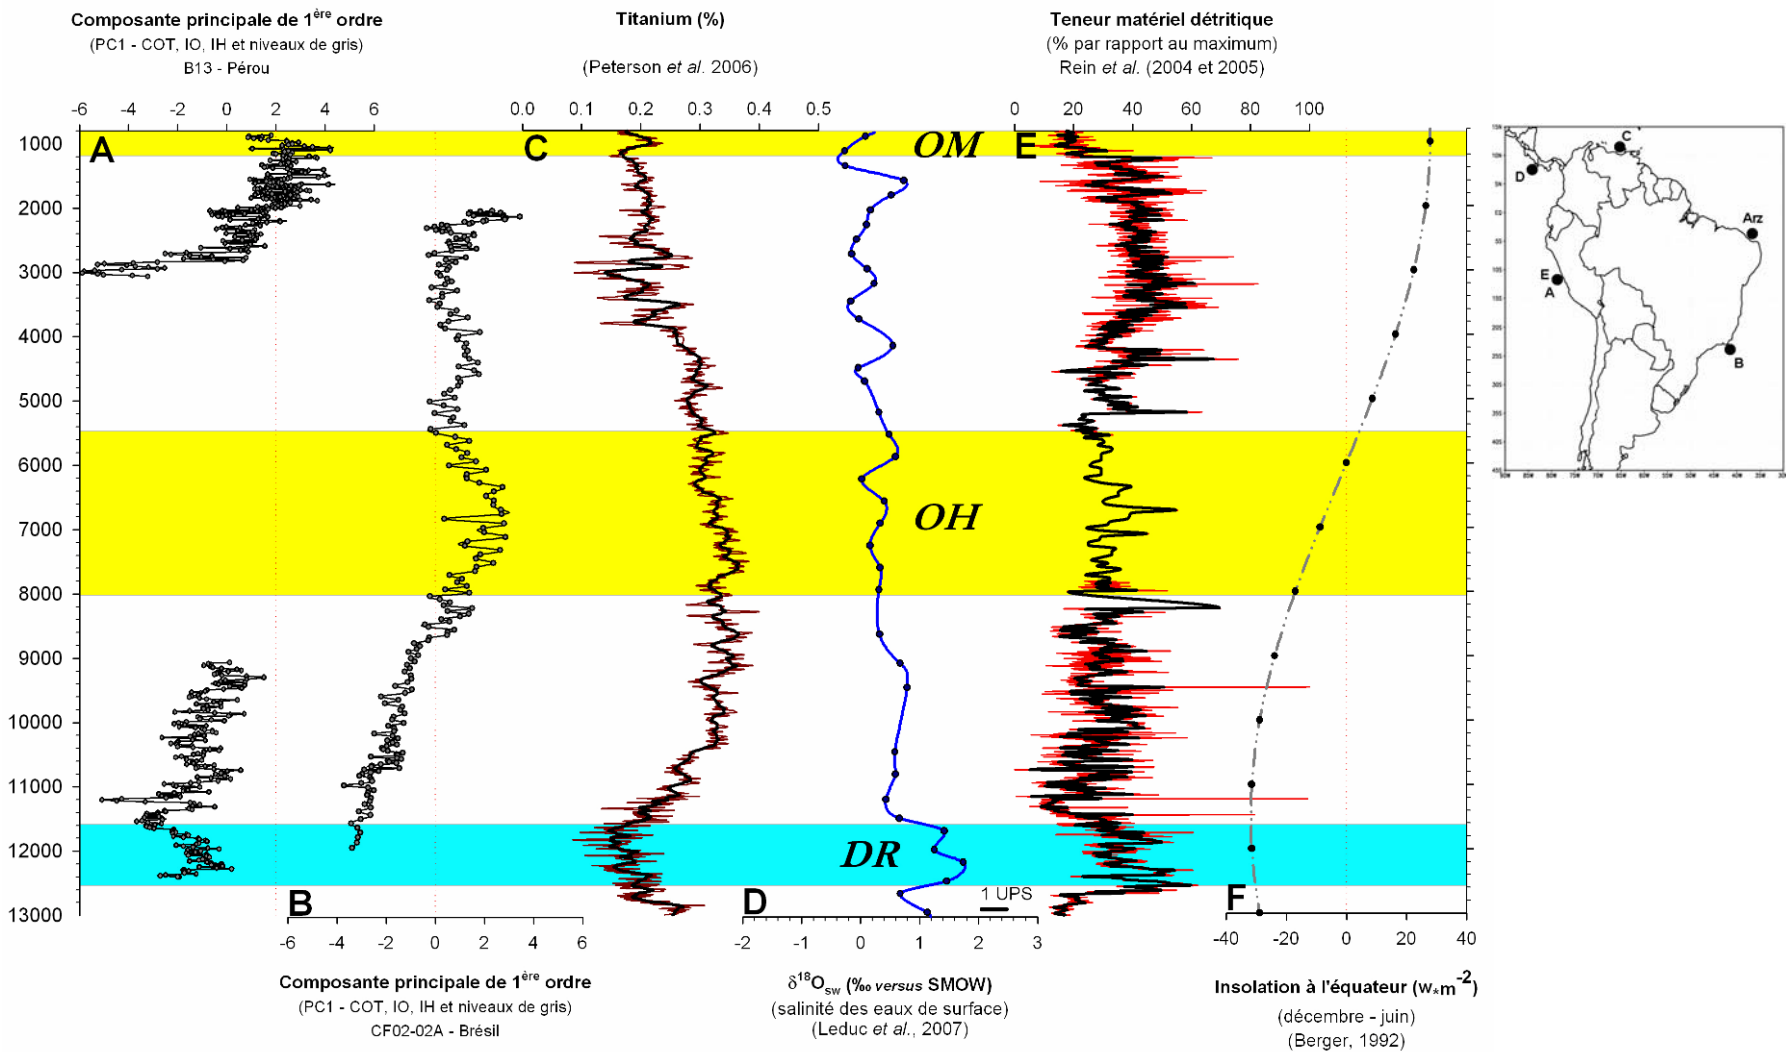 Composante principale de 1ère ordre
(PC1 - COT, IO, IH et niveaux de gris)
B13 - Pérou
Titanium (%)
(Peterson et al. 2006)
Teneur matériel détritique
(% par rapport au maximum)
Rein et al. (2004 et 2005)
-6 -4 -2 0 2 4 6
0.0 0.1 0.2 0.3 0.4 0.5
0 20 40 60 80 100
A
C
OM
E
1000
2000
3000
4000
5000
6000
7000
8000
9000
10000
11000
12000
13000
OH
DR
B
D
1 UPS
F
-6 -4 -2 0 2 4 6
-2 -1 0 1 2 3
-40 -20 0 20 40
Composante principale de 1ère ordre
(PC1 - COT, IO, IH et niveaux de gris)
CF02-02A - Brésil
δ18Osw (‰ versus SMOW)
(salinité des eaux de surface)
(Leduc et al., 2007)
Insolation à l'équateur (w*m-2)
(décembre - juin)
(Berger, 1992)
C
D
Arz
E
A
B